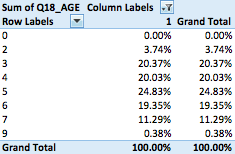 Sum of Q18_AGE Column Labels
Row Labels 1 Grand Total
0 0.00% 0.00%
2 3.74% 3.74%
3 20.37% 20.37%
4 20.03% 20.03%
5 24.83% 24.83%
6 19.35% 19.35%
7 11.29% 11.29%
9 0.38% 0.38%
Grand Total 100.00% 100.00%